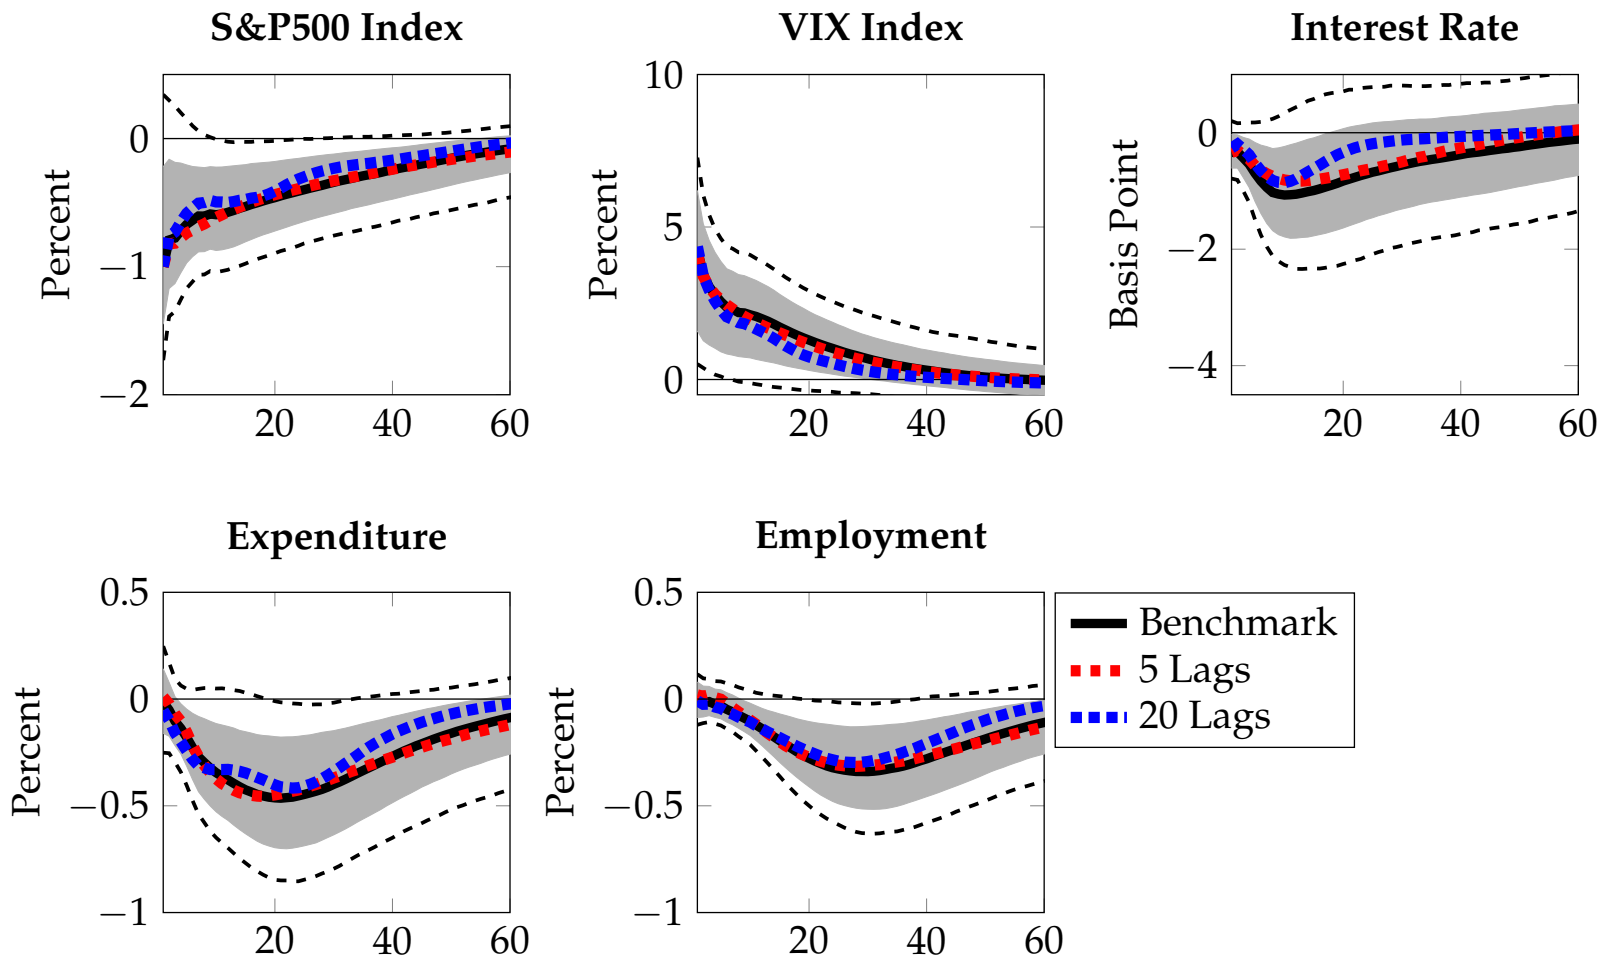 S&P500 Index
VIX Index
Interest Rate
Percent
0
−1
−2
20
40
60
Percent
10
5
0
20
40
60
Basis Point
0
−2
−4
20
40
60
Expenditure
Employment
Percent
0.5
0
−0.5
−1
20
40
60
Percent
0.5
0
−0.5
−1
20
40
60
Benchmark
5 Lags
20 Lags